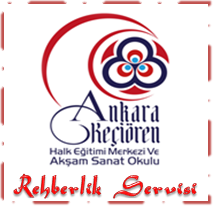 Ankara
Keçiören
Halk Eğitimi Merkezi Ve
Akşam Sanat Okulu
Rehberlik Servisi